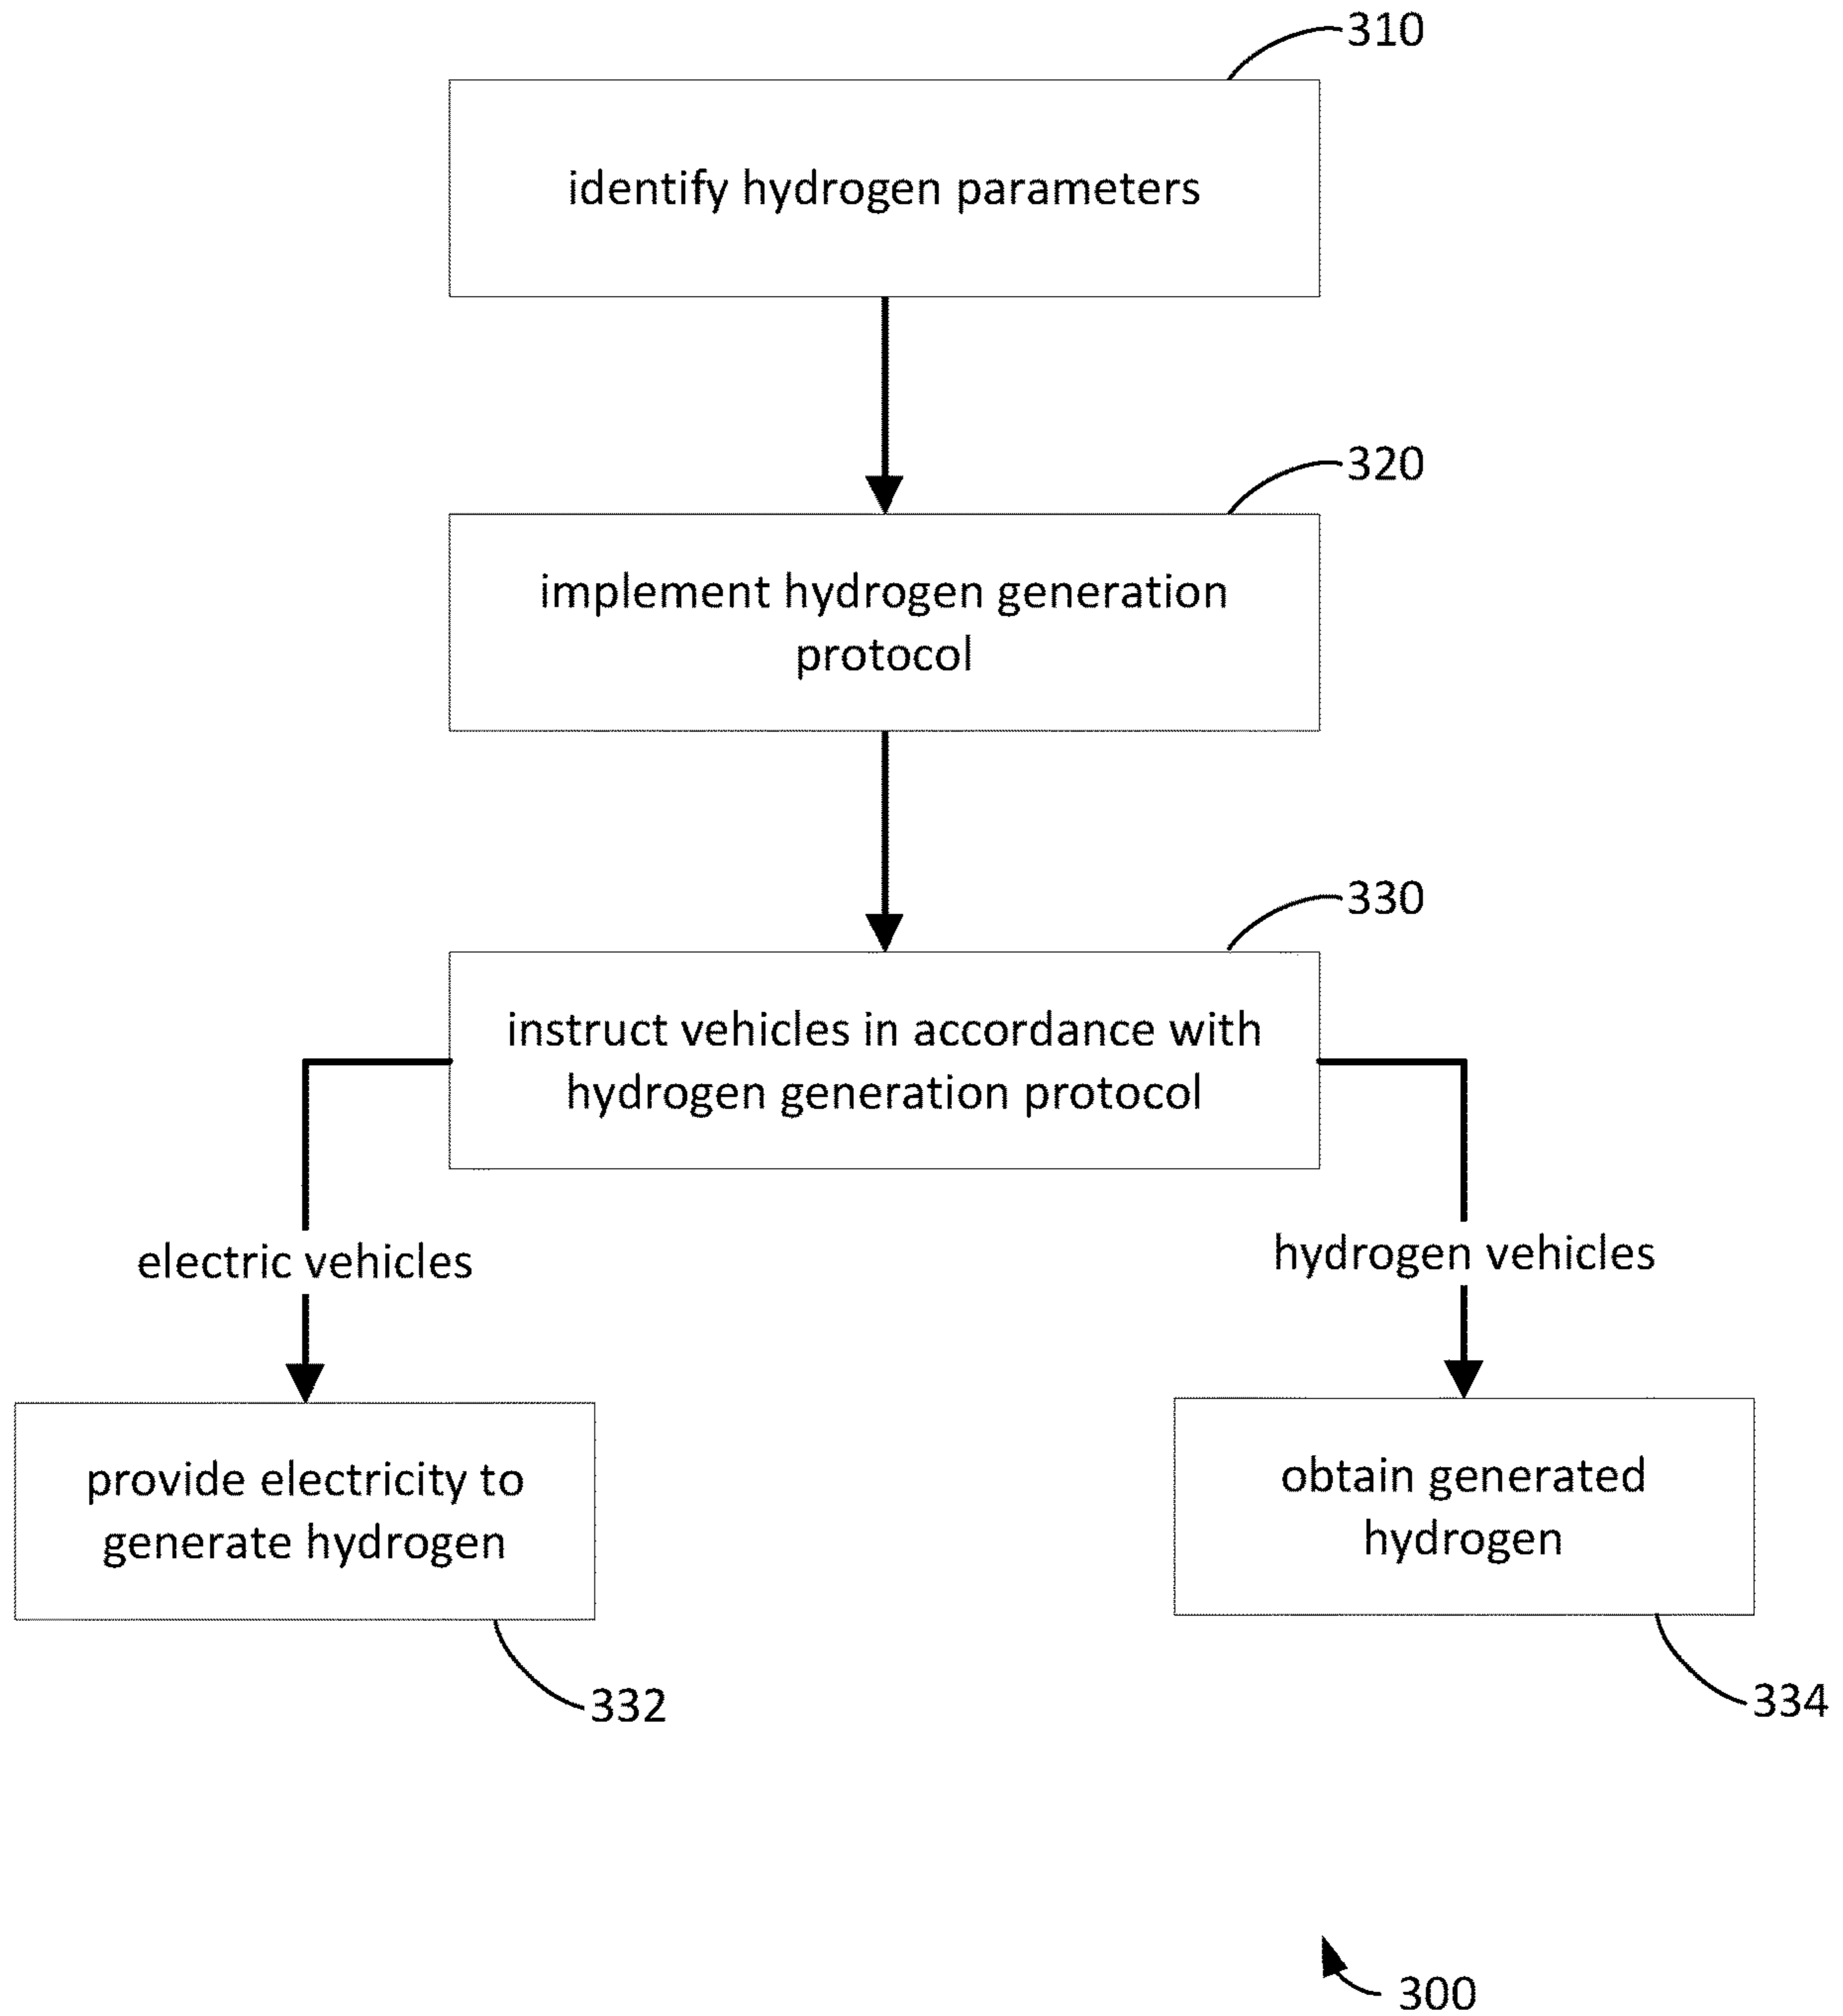 310
identify hydrogen parameters
320
implement hydrogen generation
protocol
330
instruct vehicles in accordance with
hydrogen generation protocol
electric vehicles
hydrogen vehicles
provide electricity to
generate hydrogen
obtain generated
hydrogen
332
334
300